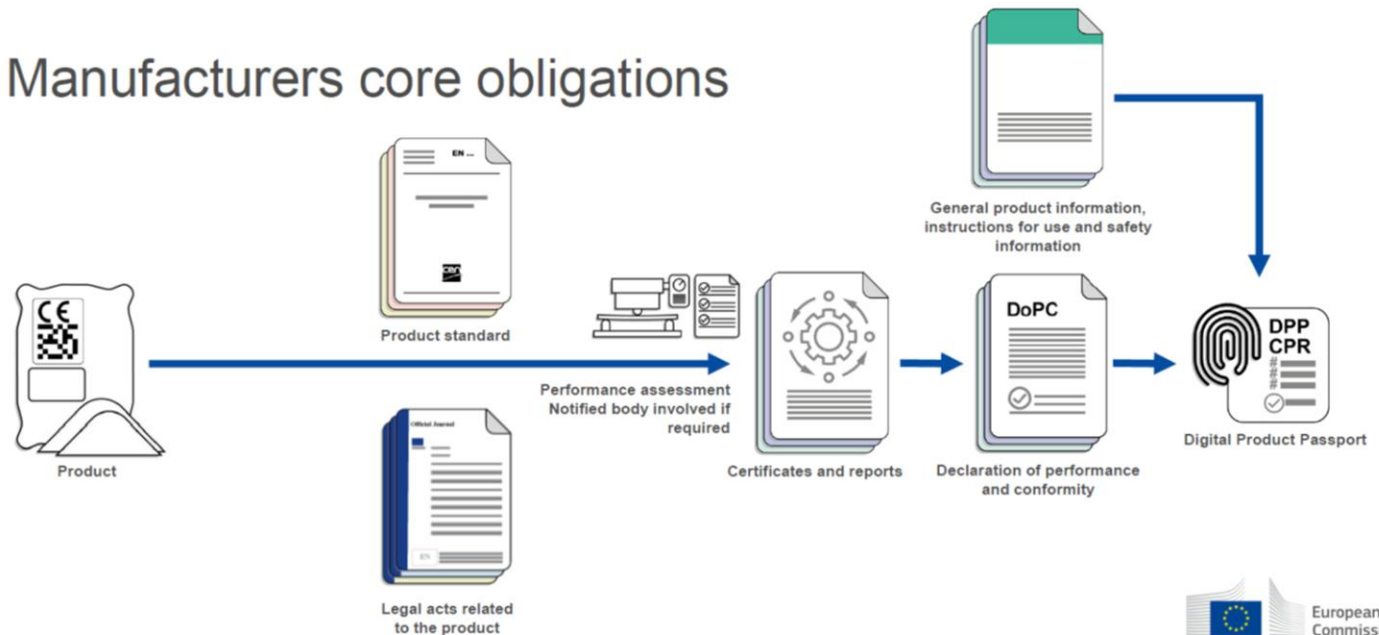 Manufacturers core obligations
EN ...
cen
Product standard
General product information,
instructions for use and safety
information
CE
Product
Performance assessment
Notified body involved if
required
Certificates and reports
DoPC
Declaration of performance
and conformity
DPP
CPR
Digital Product Passport
Official Journal
EN
Legal acts related
to the product
European